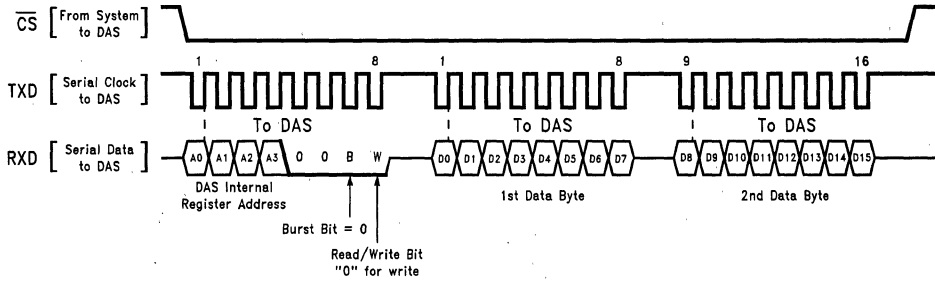 CS [ From System to DAS ]
1 8 1 8 9 16
TXD [ Serial Clock to DAS ]
To DAS To DAS To DAS
RXD [ Serial Data to DAS ]
A0 A1 A2 A3 0 0 B W D0 D1 D2 D3 D4 D5 D6 D7 D8 D9 D10 D11 D12 D13 D14 D15
DAS Internal
Register Address
1st Data Byte 2nd Data Byte
Burst Bit = 0
Read/Write Bit
"0" for write